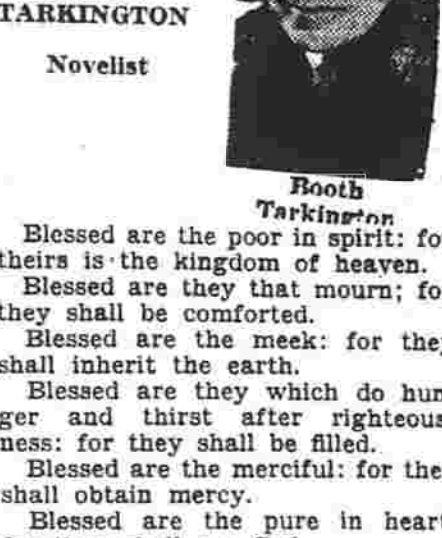 TARKINGTON
Novelist
Booth
Tarkington
Blessed are the poor in spirit: fo
theirs is the kingdom of heaven.
Blessed are they that mourn; fo
they shall be comforted.
Blessed are the meek: for they
shall inherit the earth.
Blessed are they which do hun
ger and thirst after righteous
ness: for they shall be filled.
Blessed are the merciful: for the
shall obtain mercy.
Blessed are the pure in heart